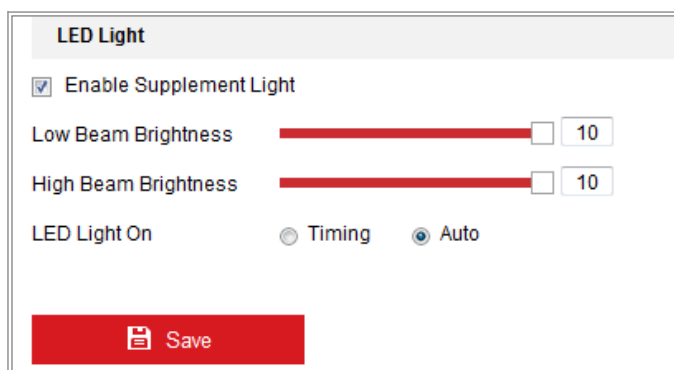 LED Light
Enable Supplement Light
Low Beam Brightness 10
High Beam Brightness 10
LED Light On Timing Auto
Save